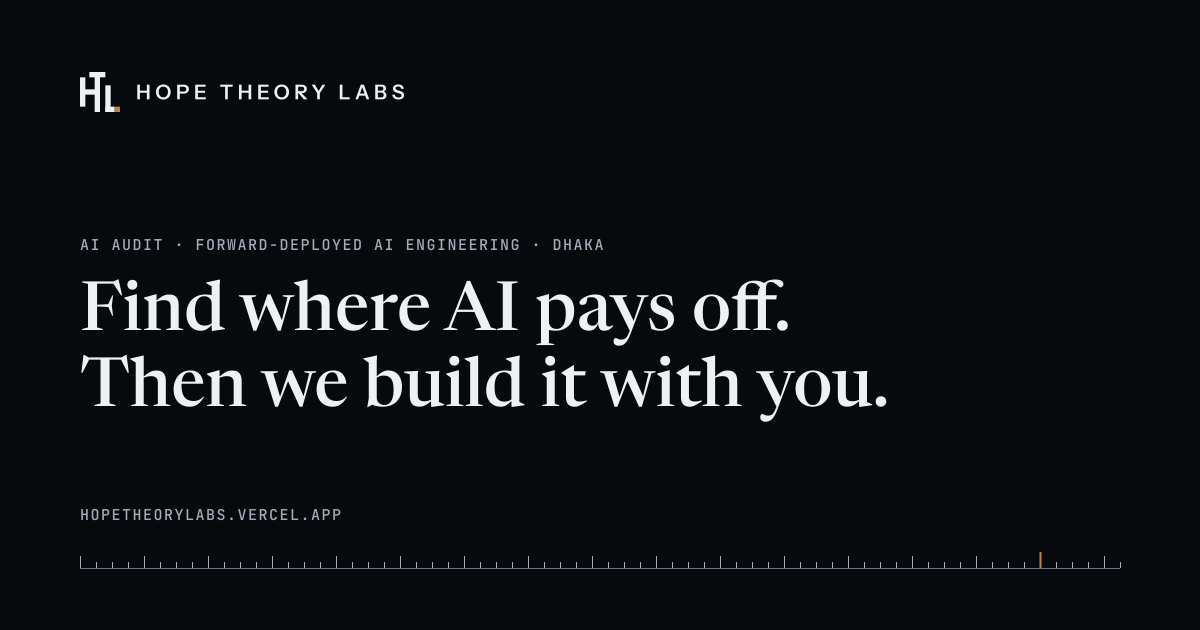 HTL HOPE THEORY LABS
AI AUDIT · FORWARD-DEPLOYED AI ENGINEERING · DHAKA
Find where AI pays off.
Then we build it with you.
HOPETHEORYLABS.VERCEL.APP